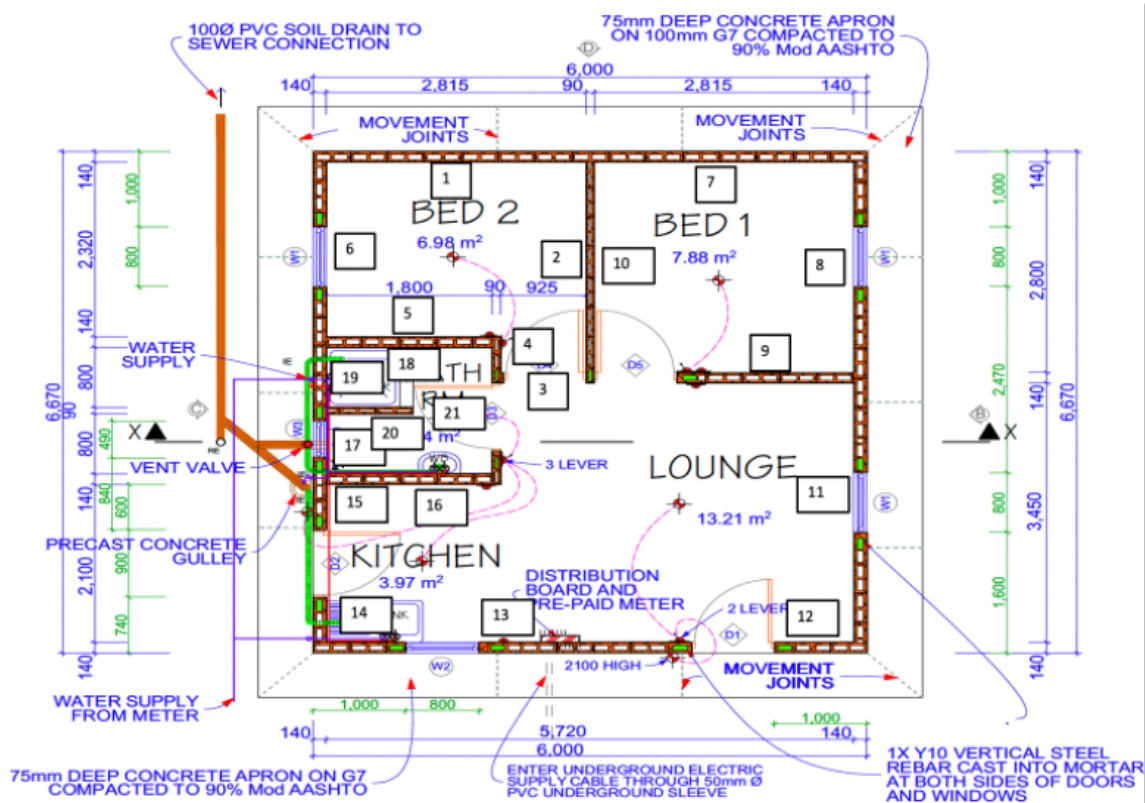 100Ø PVC SOIL DRAIN TO
SEWER CONNECTION
75mm DEEP CONCRETE APRON
ON 100mm G7 COMPACTED TO
90% Mod AASHTO
D
6,000
140 2,815 90 2,815 140
MOVEMENT
JOINTS
MOVEMENT
JOINTS
140
1,000
2,320
800
140
800
90
6,670
800
490
140
840
600
2,100
900
740
140
1
BED 2
6.98 m²
6
2
1,800 90 925
5
4
3
7
BED 1
7.88 m²
10
8
9
W1
W1
D5
140
1,000
800
2,800
2,470
140
6,670
800
3,450
1,600
140
WATER
SUPPLY
IE
C
X
RE
VENT VALVE
PRECAST CONCRETE
GULLEY
W3
18
19
TH
RM
21
20
17
4 m²
D3
3 LEVER
B
X
LOUNGE
13.21 m²
11
W1
15
16
KITCHEN
3.97 m²
D2
14
NK
13
DISTRIBUTION
BOARD AND
PRE-PAID METER
2 LEVER
12
D1
W2
2100 HIGH
MOVEMENT
JOINTS
WATER SUPPLY
FROM METER
1,000 800
1,000
140 5,720 140
6,000
75mm DEEP CONCRETE APRON ON G7
COMPACTED TO 90% Mod AASHTO
ENTER UNDERGROUND ELECTRIC
SUPPLY CABLE THROUGH 50mm Ø
PVC UNDERGROUND SLEEVE
1X Y10 VERTICAL STEEL
REBAR CAST INTO MORTAR
AT BOTH SIDES OF DOORS
AND WINDOWS